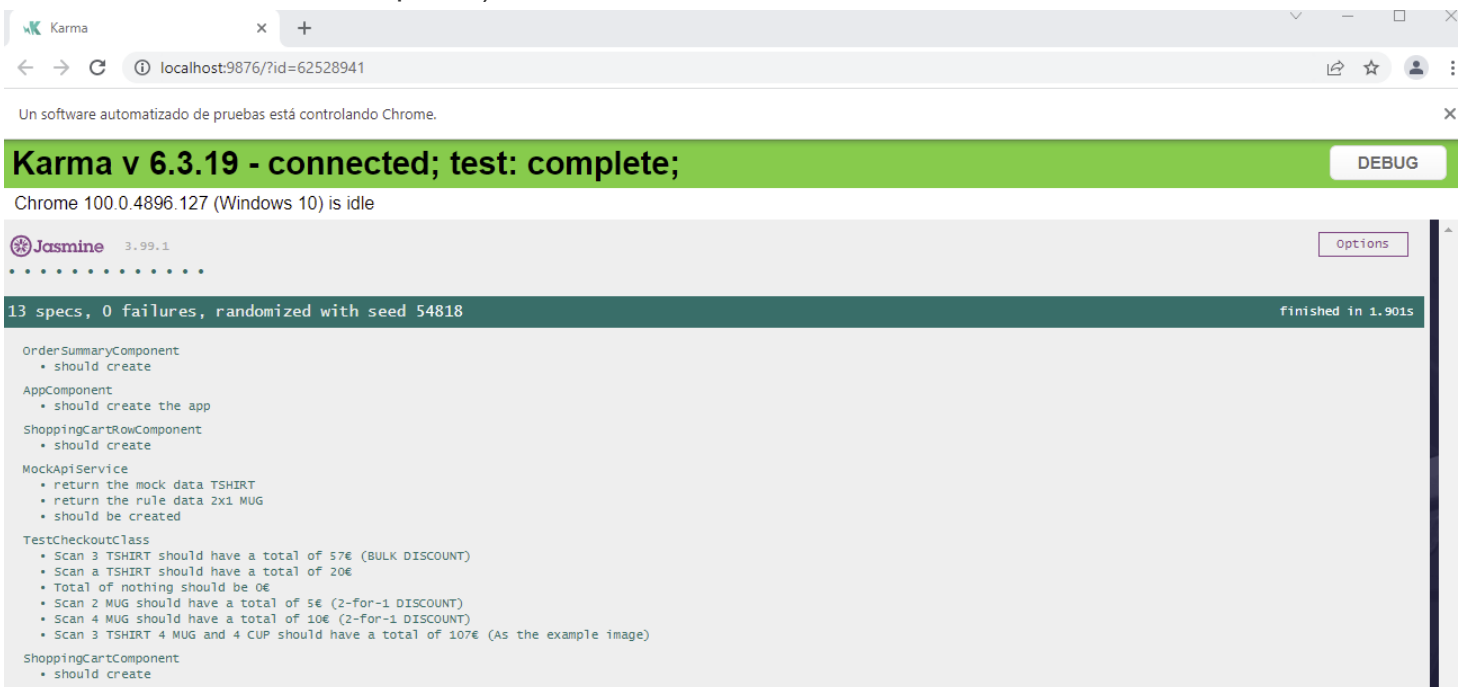 Karma
localhost:9876/?id=62528941
Un software automatizado de pruebas está controlando Chrome.
Karma v 6.3.19 - connected; test: complete;
DEBUG
Chrome 100.0.4896.127 (Windows 10) is idle
Jasmine 3.99.1
Options
13 specs, 0 failures, randomized with seed 54818
finished in 1.901s
OrderSummaryComponent
• should create
AppComponent
• should create the app
ShoppingCartRowComponent
• should create
MockApiService
• return the mock data TSHIRT
• return the rule data 2x1 MUG
• should be created
TestCheckoutClass
• Scan 3 TSHIRT should have a total of 57€ (BULK DISCOUNT)
• Scan a TSHIRT should have a total of 20€
• Total of nothing should be 0€
• Scan 2 MUG should have a total of 5€ (2-for-1 DISCOUNT)
• Scan 4 MUG should have a total of 10€ (2-for-1 DISCOUNT)
• Scan 3 TSHIRT 4 MUG and 4 CUP should have a total of 107€ (As the example image)
ShoppingCartComponent
• should create